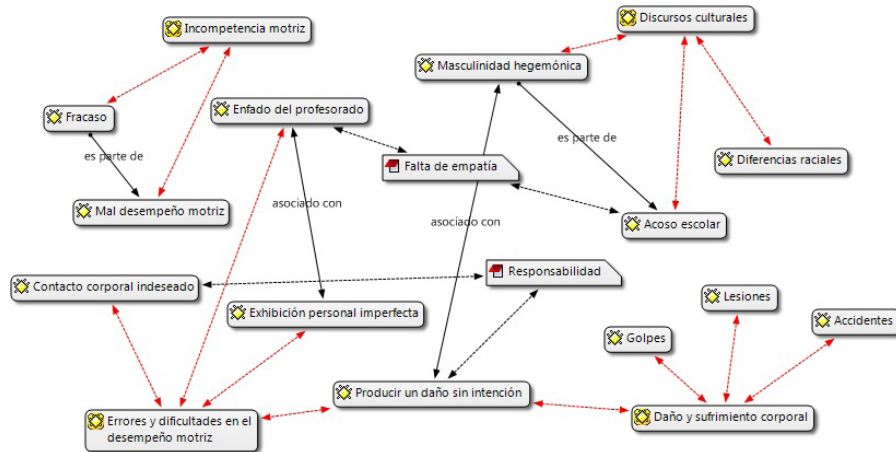 Incompetencia motriz
Discursos culturales
Masculinidad hegemónica
Enfado del profesorado
Fracaso
es parte de
es parte de
Falta de empatía
Diferencias raciales
Mal desempeño motriz
asociado con
asociado con
Acoso escolar
Responsabilidad
Contacto corporal indeseado
Lesiones
Exhibición personal imperfecta
Accidentes
Golpes
Producir un daño sin intención
Errores y dificultades en el
desempeño motriz
Daño y sufrimiento corporal